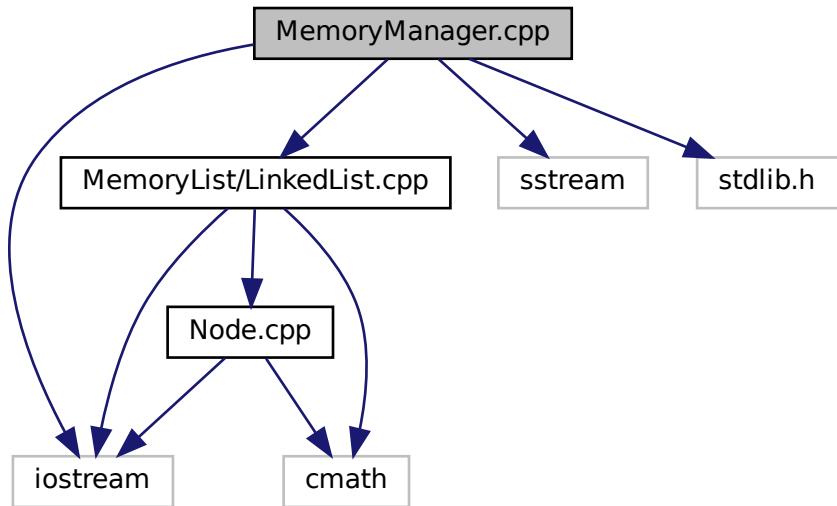 MemoryManager.cpp
MemoryList/LinkedList.cpp
sstream
stdlib.h
Node.cpp
iostream
cmath